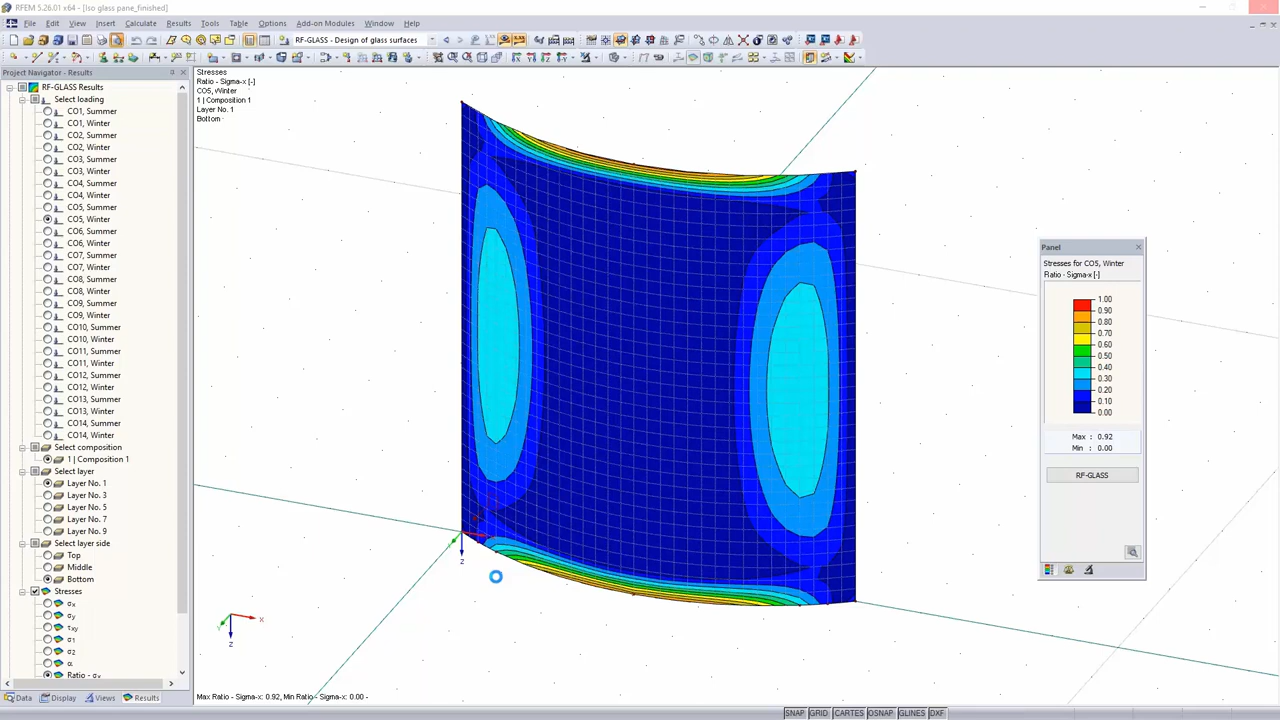 RFEM 5.26.01 x64 - [Iso glass pane_finished]
File Edit View Insert Calculate Results Tools Table Options Add-on Modules Window Help
RF-GLASS - Design of glass surfaces
Project Navigator - Results
RF-GLASS Results
Select loading
CO1, Summer
CO1, Winter
CO2, Summer
CO2, Winter
CO3, Summer
CO3, Winter
CO4, Summer
CO4, Winter
CO5, Summer
CO5, Winter
CO6, Summer
CO6, Winter
CO7, Summer
CO7, Winter
CO8, Summer
CO8, Winter
CO9, Summer
CO9, Winter
CO10, Summer
CO10, Winter
CO11, Summer
CO11, Winter
CO12, Summer
CO12, Winter
CO13, Summer
CO13, Winter
CO14, Summer
CO14, Winter
Select composition
1 | Composition 1
Select layer
Layer No. 1
Layer No. 3
Layer No. 5
Layer No. 7
Layer No. 9
Select layer side
Top
Middle
Bottom
Stresses
σx
σy
τxy
σ1
σ2
α
Ratio - σx
Data Display Views Results
Stresses
Ratio - Sigma-x [-]
CO5, Winter
1 | Composition 1
Layer No. 1
Bottom
Z
X
Y
Z
Max Ratio - Sigma-x: 0.92, Min Ratio - Sigma-x: 0.00 -
Panel
Stresses for CO5, Winter
Ratio - Sigma-x [-]
1.00
0.90
0.80
0.70
0.60
0.50
0.40
0.30
0.20
0.10
0.00
Max : 0.92
Min : 0.00
RF-GLASS
SNAP GRID CARTES OSNAP GLINES DXF